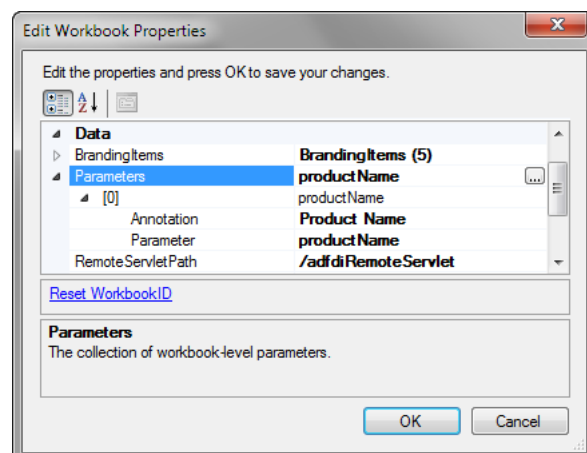 Edit Workbook Properties
Edit the properties and press OK to save your changes.
Data
BrandingItems BrandingItems (5)
Parameters productName ...
[0] productName
Annotation Product Name
Parameter productName
RemoteServletPath /adfdiRemoteServlet
Reset WorkbookID
Parameters
The collection of workbook-level parameters.
OK Cancel